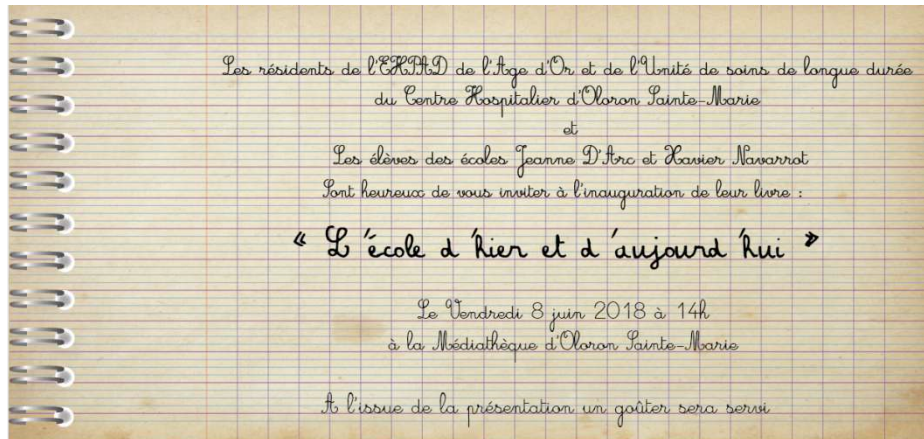 Les résidents de l'EHPAD de l'Age d'Or et de l'Unité de soins de longue durée
du Centre Hospitalier d'Oloron Sainte-Marie
et
Les élèves des écoles Jeanne D'Arc et Xavier Navarrot
Sont heureux de vous inviter à l'inauguration de leur livre :
« L'école d'hier et d'aujourd'hui »
Le Vendredi 8 juin 2018 à 14h
à la Médiathèque d'Oloron Sainte-Marie
A l'issue de la présentation un goûter sera servi